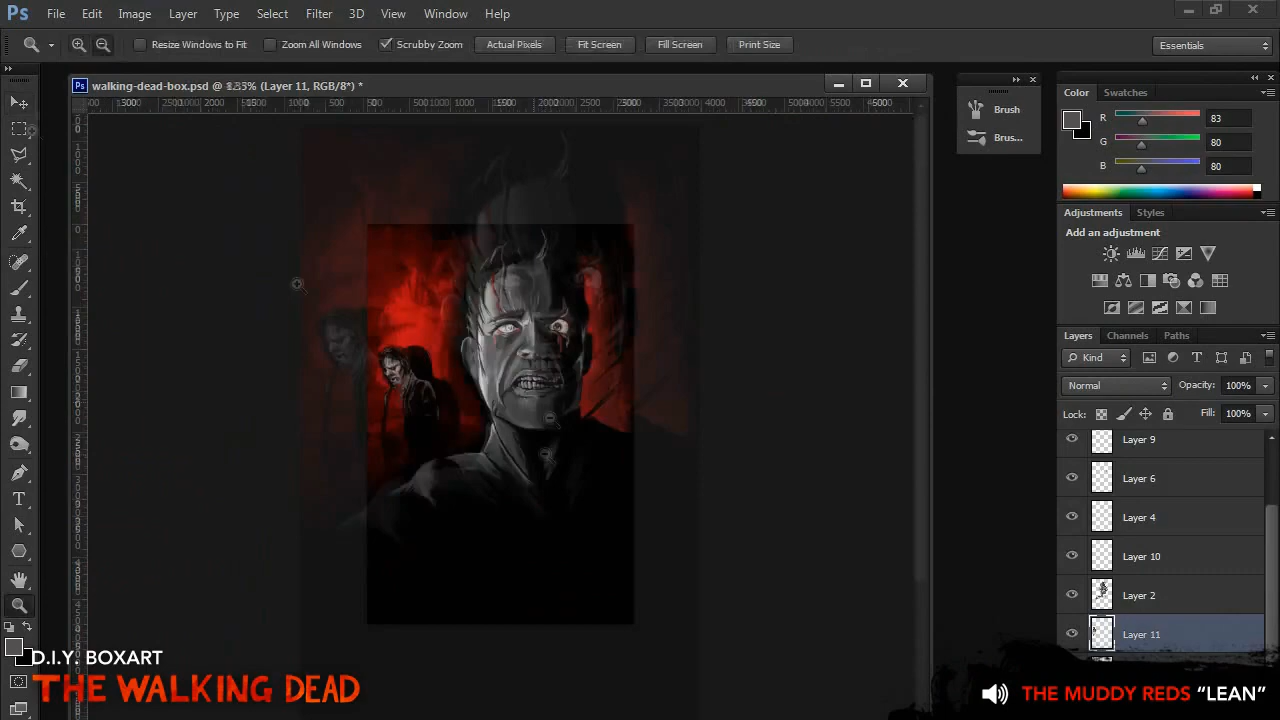 Ps File Edit Image Layer Type Select Filter 3D View Window Help
Resize Windows to Fit Zoom All Windows Scrubby Zoom Actual Pixels Fit Screen Fill Screen Print Size Essentials
(Layer 11, RGB/8*) *
walking-dead-box.psd @
Brush
Brus...
Color Swatches
R 83
G 80
B 80
Adjustments Styles
Add an adjustment
Layers Channels Paths
Kind
Normal Opacity: 100%
Lock: Fill: 100%
Layer 9
Layer 6
Layer 4
Layer 10
Layer 2
Layer 11
D.I.Y. BOXART
THE WALKING DEAD
THE MUDDY REDS “LEAN”